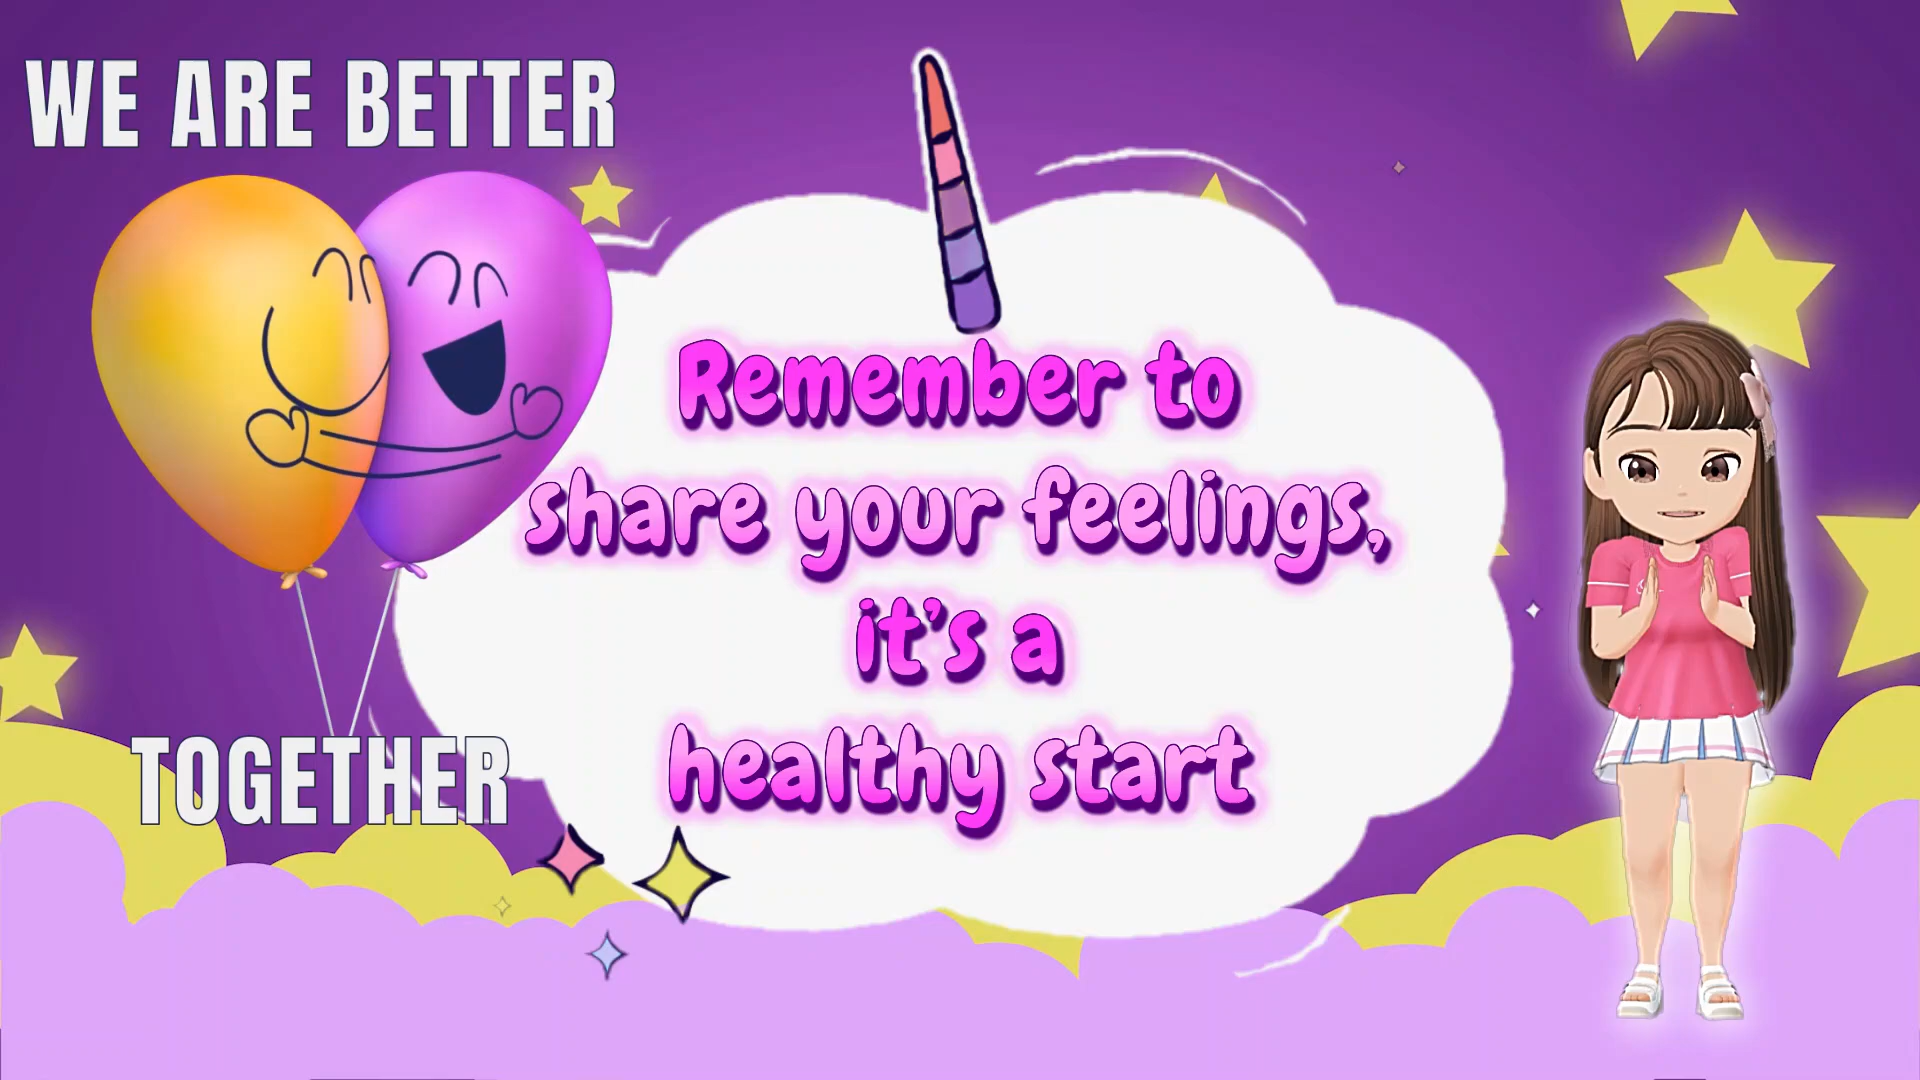 WE ARE BETTER
TOGETHER
Remember to
share your feelings,
it's a
healthy start